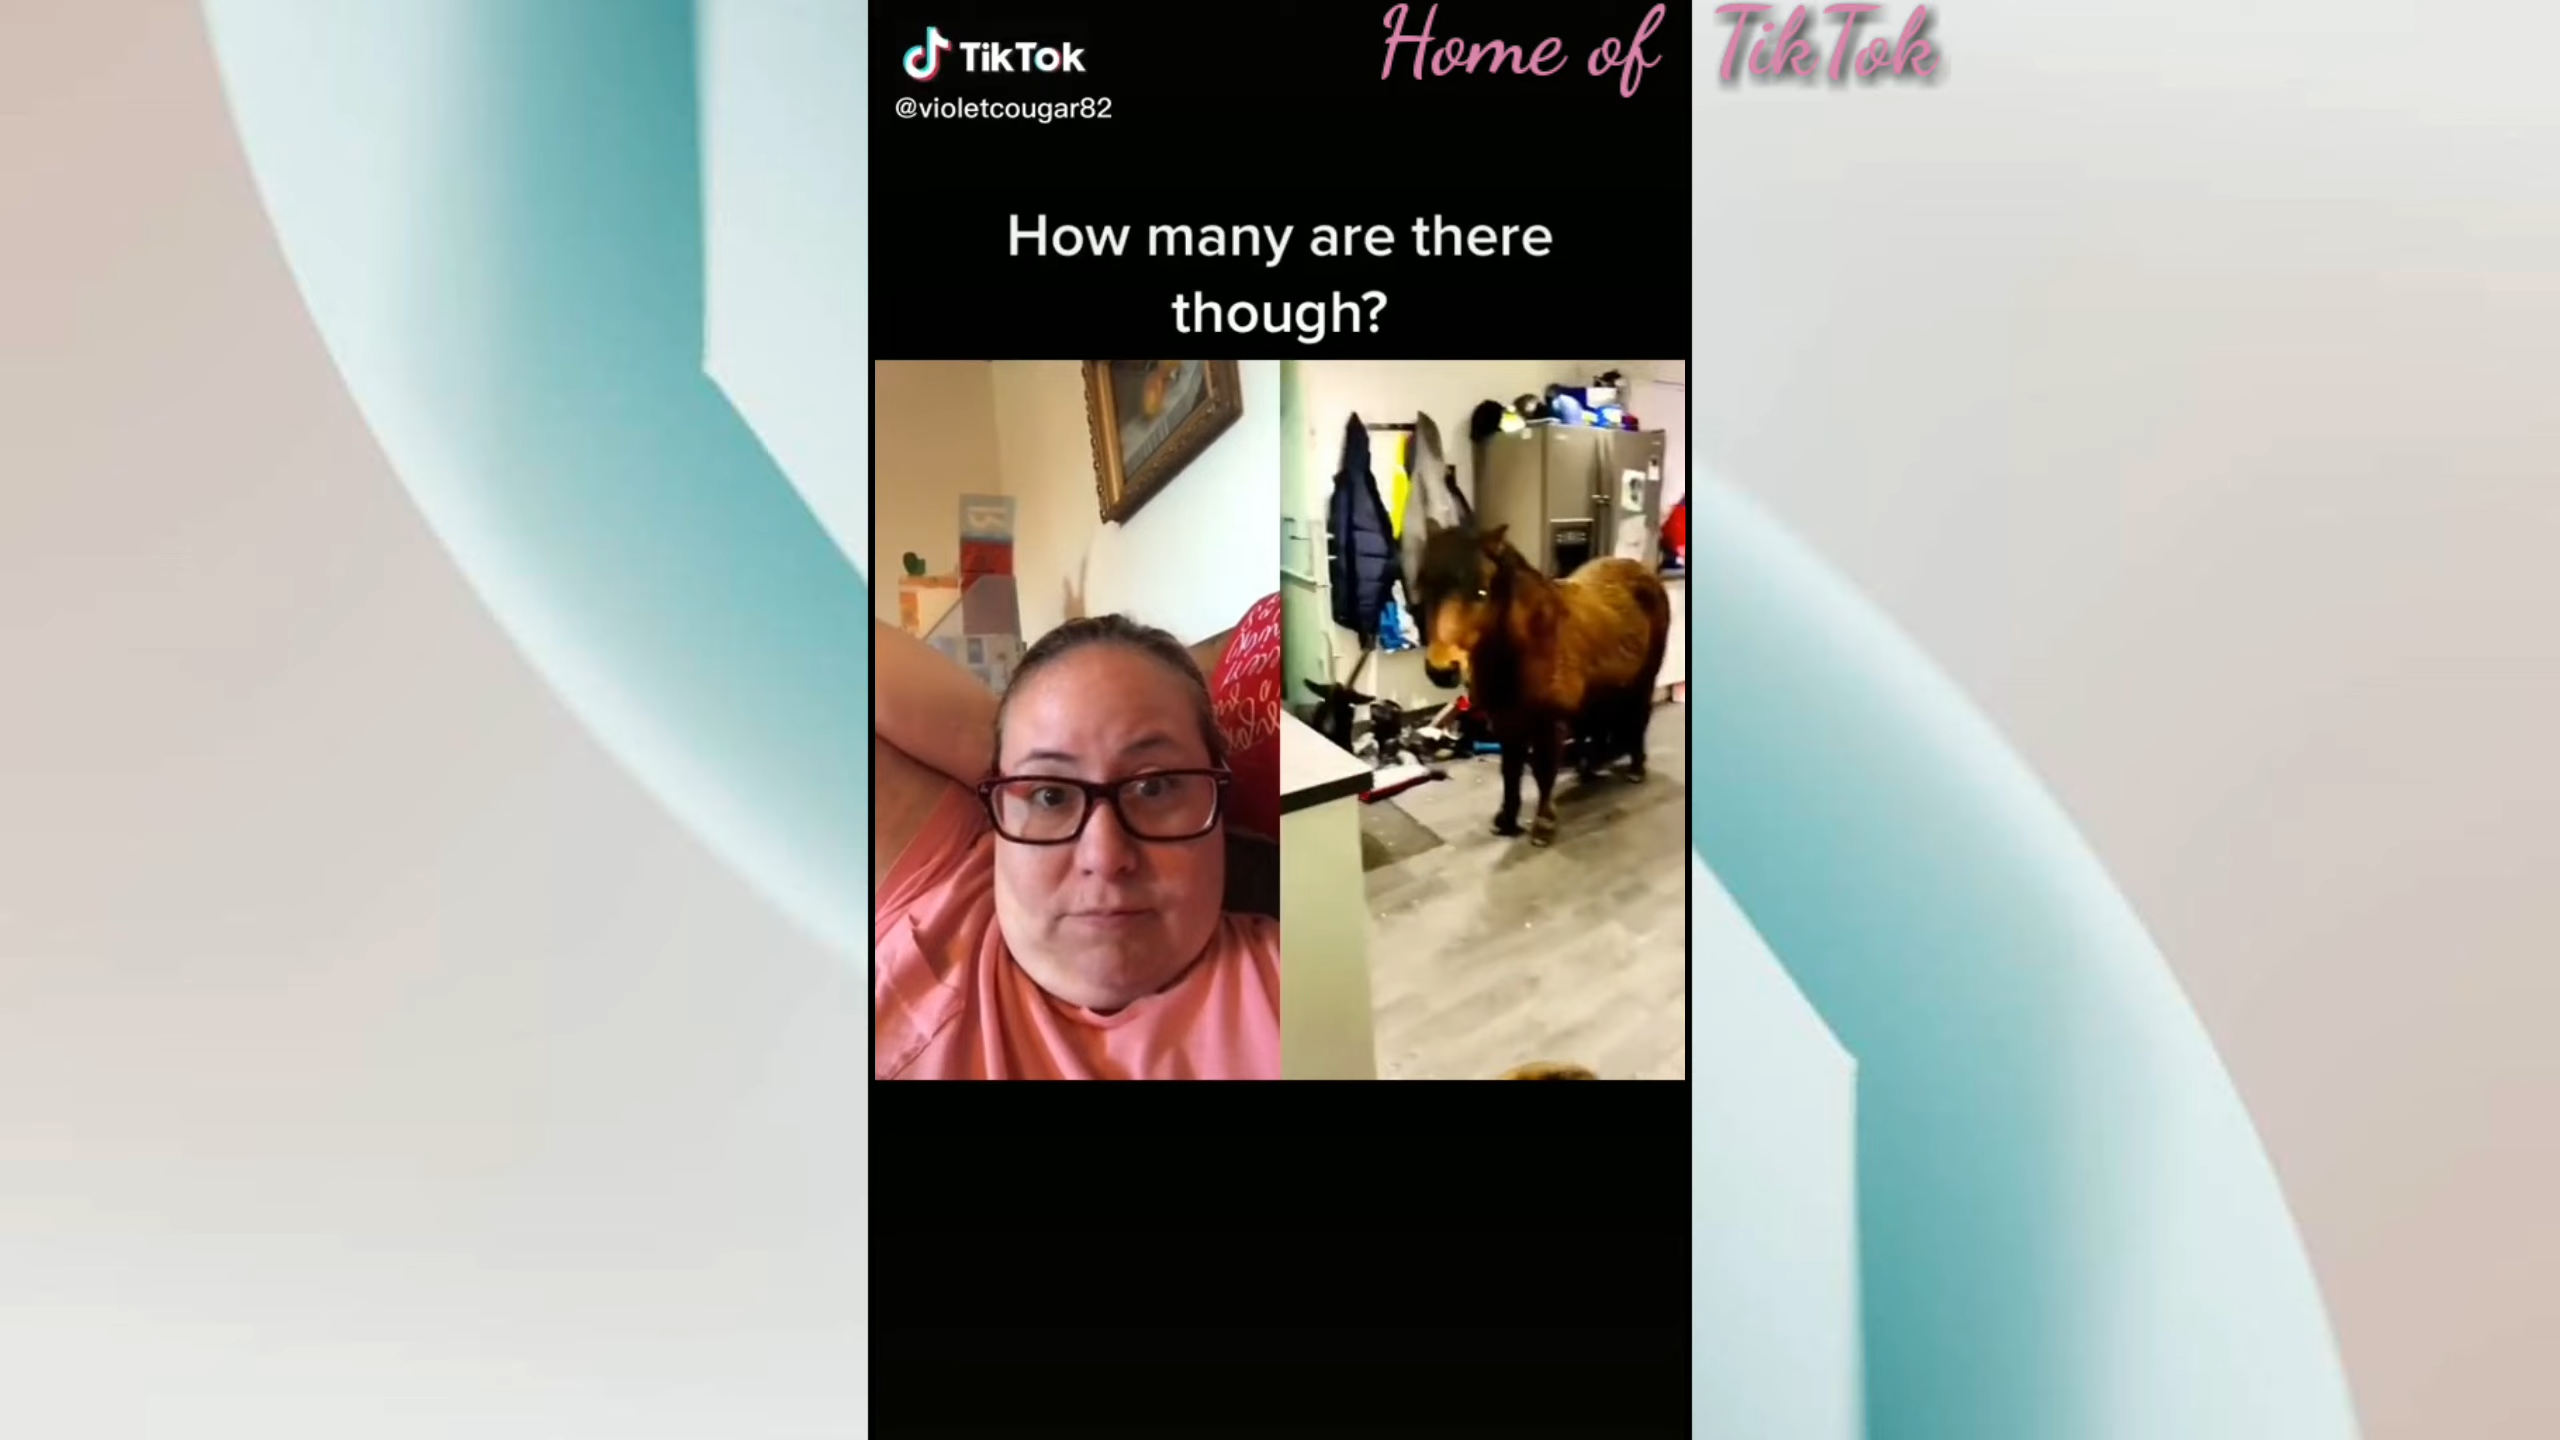 TikTok
@violetcougar82
Home of TikTok
How many are there
though?